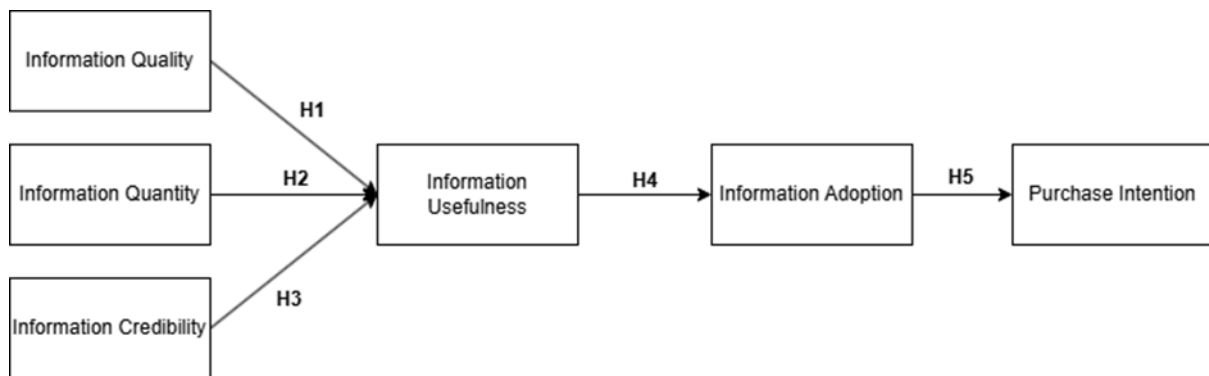 Information Quality
H1
Information Quantity
H2
Information
Usefulness
H4
Information Adoption
H5
Purchase Intention
Information Credibility
H3